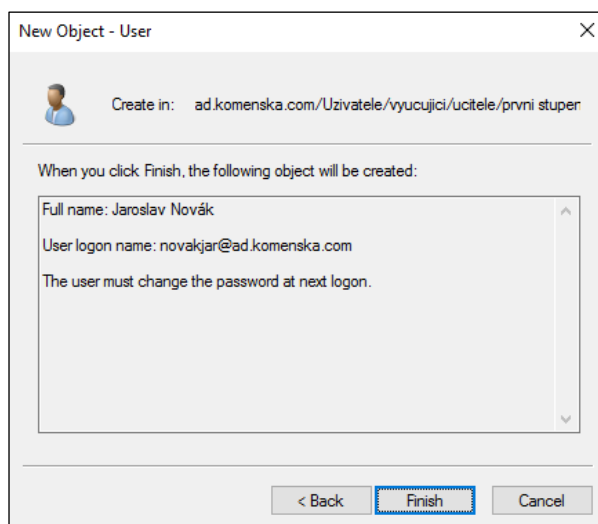 New Object - User
Create in: ad.komenska.com/Uzivatele/vyucujici/ucitele/prvni stupen
When you click Finish, the following object will be created:
Full name: Jaroslav Novák
User logon name: novakjar@ad.komenska.com
The user must change the password at next logon.
< Back Finish Cancel